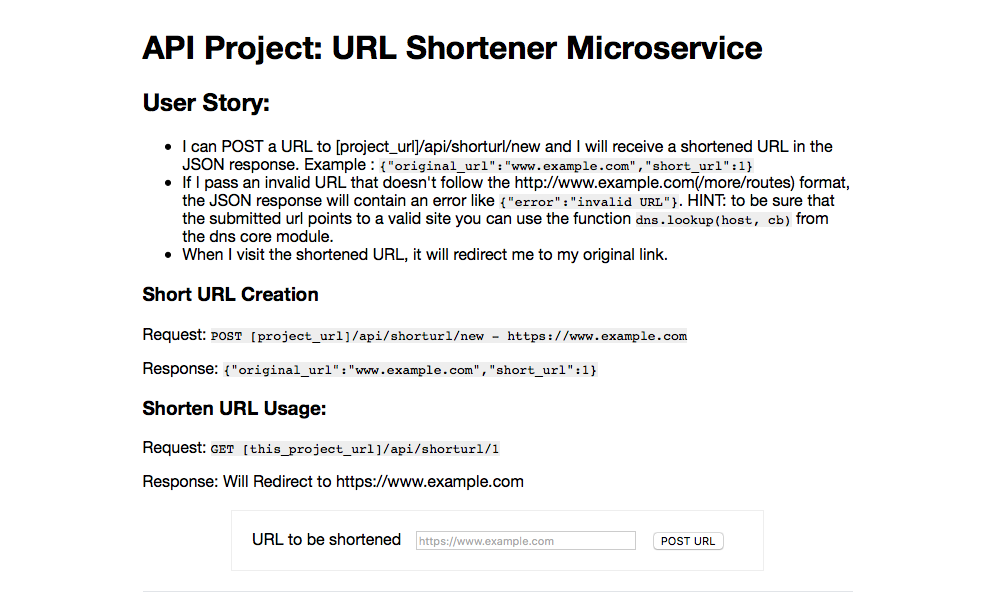 API Project: URL Shortener Microservice
User Story:
I can POST a URL to [project_url]/api/shorturl/new and I will receive a shortened URL in the
JSON response. Example : {"original_url":"www.example.com","short_url":1}
If I pass an invalid URL that doesn't follow the http://www.example.com(/more/routes) format,
the JSON response will contain an error like {"error":"invalid URL"}. HINT: to be sure that
the submitted url points to a valid site you can use the function dns.lookup(host, cb) from
the dns core module.
When I visit the shortened URL, it will redirect me to my original link.
Short URL Creation
Request: POST [project_url]/api/shorturl/new - https://www.example.com
Response: {"original_url":"www.example.com","short_url":1}
Shorten URL Usage:
Request: GET [this_project_url]/api/shorturl/1
Response: Will Redirect to https://www.example.com
URL to be shortened https://www.example.com POST URL